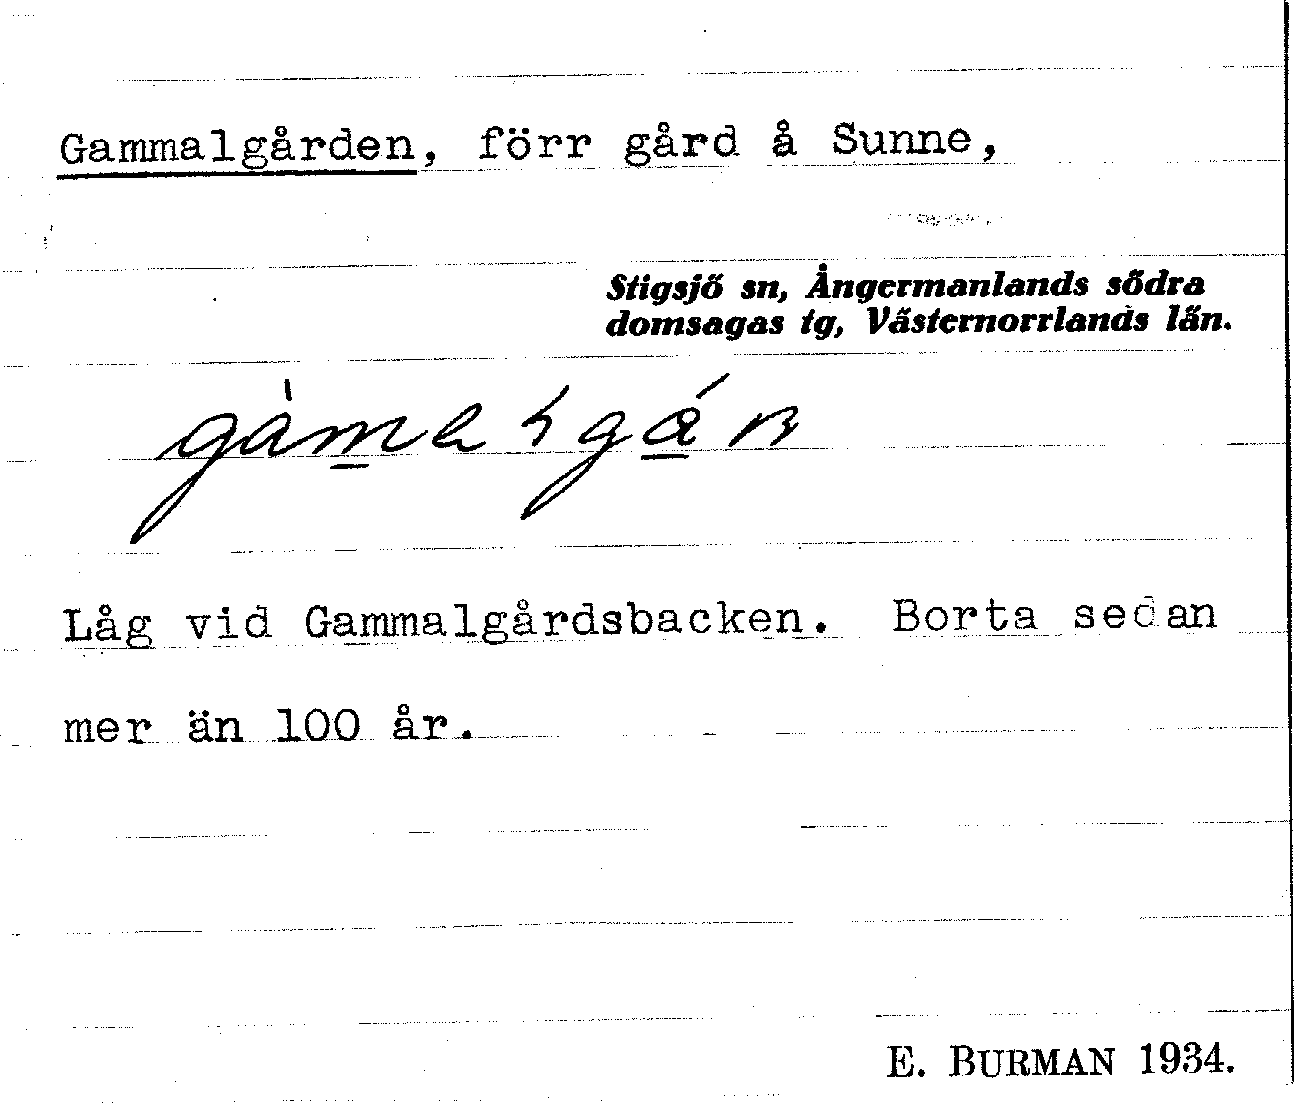 Gammalgården, förr gård å Sunne,
Stigsjö sn, Ångermanlands södra
domsagas tg, Västernorrlands län.
Låg vid Gammalgårdsbacken. Borta sedan
mer än 100 år.
E. BURMAN 1934.